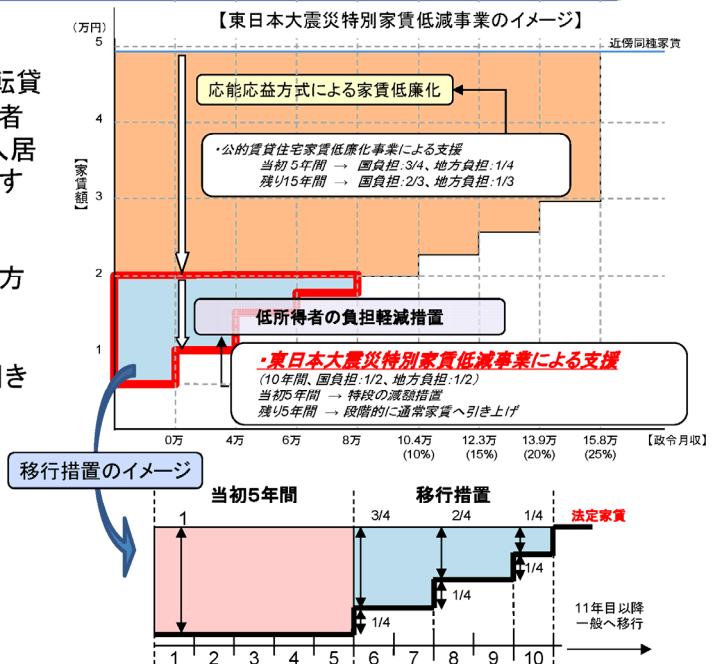 【東日本大震災特別家賃低減事業のイメージ】
(万円)
5
近傍同種家賃
転貸
者
入居
す
方
引き
応能応益方式による家賃低廉化
4
・公的賃貸住宅家賃低廉化事業による支援
当初5年間 → 国負担:3/4、地方負担:1/4
残り15年間 → 国負担:2/3、地方負担:1/3
【家賃額】
3
2
低所得者の負担軽減措置
1
・東日本大震災特別家賃低減事業による支援
(10年間、国負担:1/2、地方負担:1/2)
当初5年間 → 特段の減額措置
残り5年間 → 段階的に通常家賃へ引き上げ
0万 4万 6万 8万 10.4万 12.3万 13.9万 15.8万 【政令月収】
(10%) (15%) (20%) (25%)
移行措置のイメージ
当初5年間 移行措置
1 3/4 2/4 1/4 法定家賃
1/4
1/4
1/4
11年目以降
一般へ移行
1 2 3 4 5 6 7 8 9 10